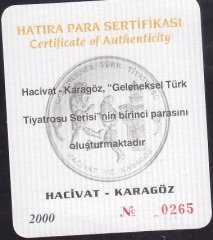 HATIRA PARA SERTİFİKASI
Certificate of Authenticity
Hacivat - Karagöz, "Geleneksel Türk
Tiyatrosu Serisi"nin birinci parasını
oluşturmaktadır
HACİVAT - KARAGÖZ
2000 № 0265